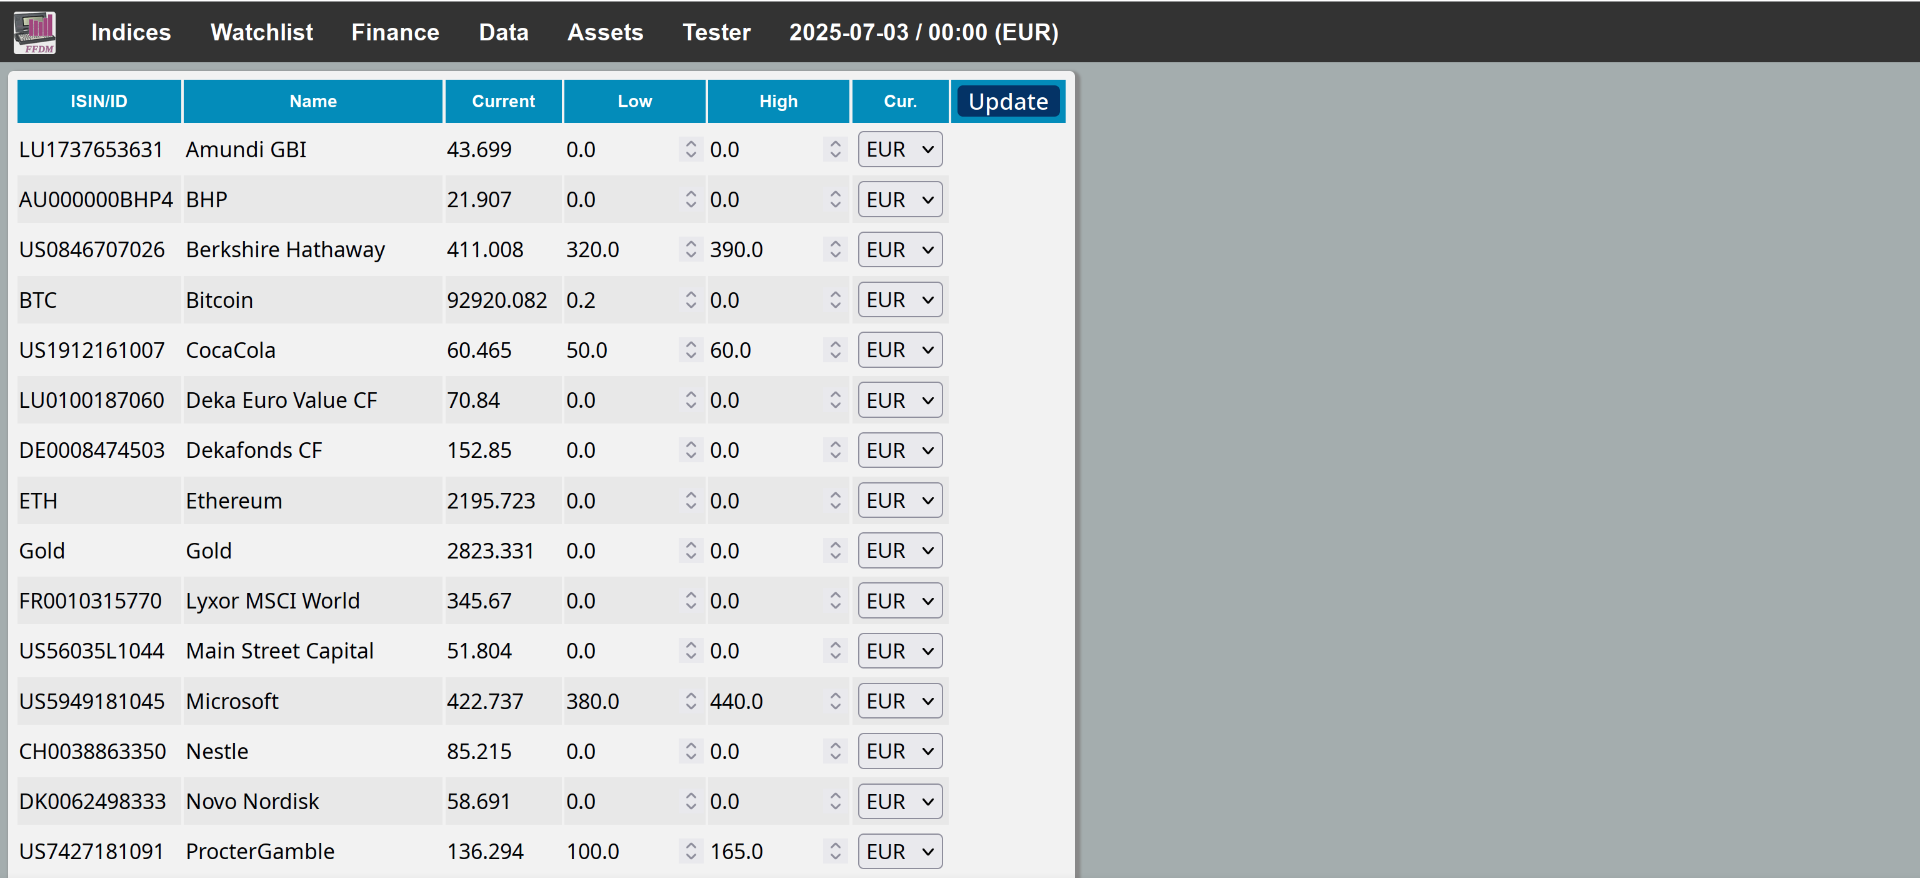 FFDM Indices Watchlist Finance Data Assets Tester 2025-07-03 / 00:00 (EUR)
ISIN/ID Name Current Low High Cur. Update
LU1737653631 Amundi GBI 43.699 0.0 0.0 EUR
AU000000BHP4 BHP 21.907 0.0 0.0 EUR
US0846707026 Berkshire Hathaway 411.008 320.0 390.0 EUR
BTC Bitcoin 92920.082 0.2 0.0 EUR
US1912161007 CocaCola 60.465 50.0 60.0 EUR
LU0100187060 Deka Euro Value CF 70.84 0.0 0.0 EUR
DE0008474503 Dekafonds CF 152.85 0.0 0.0 EUR
ETH Ethereum 2195.723 0.0 0.0 EUR
Gold Gold 2823.331 0.0 0.0 EUR
FR0010315770 Lyxor MSCI World 345.67 0.0 0.0 EUR
US56035L1044 Main Street Capital 51.804 0.0 0.0 EUR
US5949181045 Microsoft 422.737 380.0 440.0 EUR
CH0038863350 Nestle 85.215 0.0 0.0 EUR
DK0062498333 Novo Nordisk 58.691 0.0 0.0 EUR
US7427181091 ProcterGamble 136.294 100.0 165.0 EUR